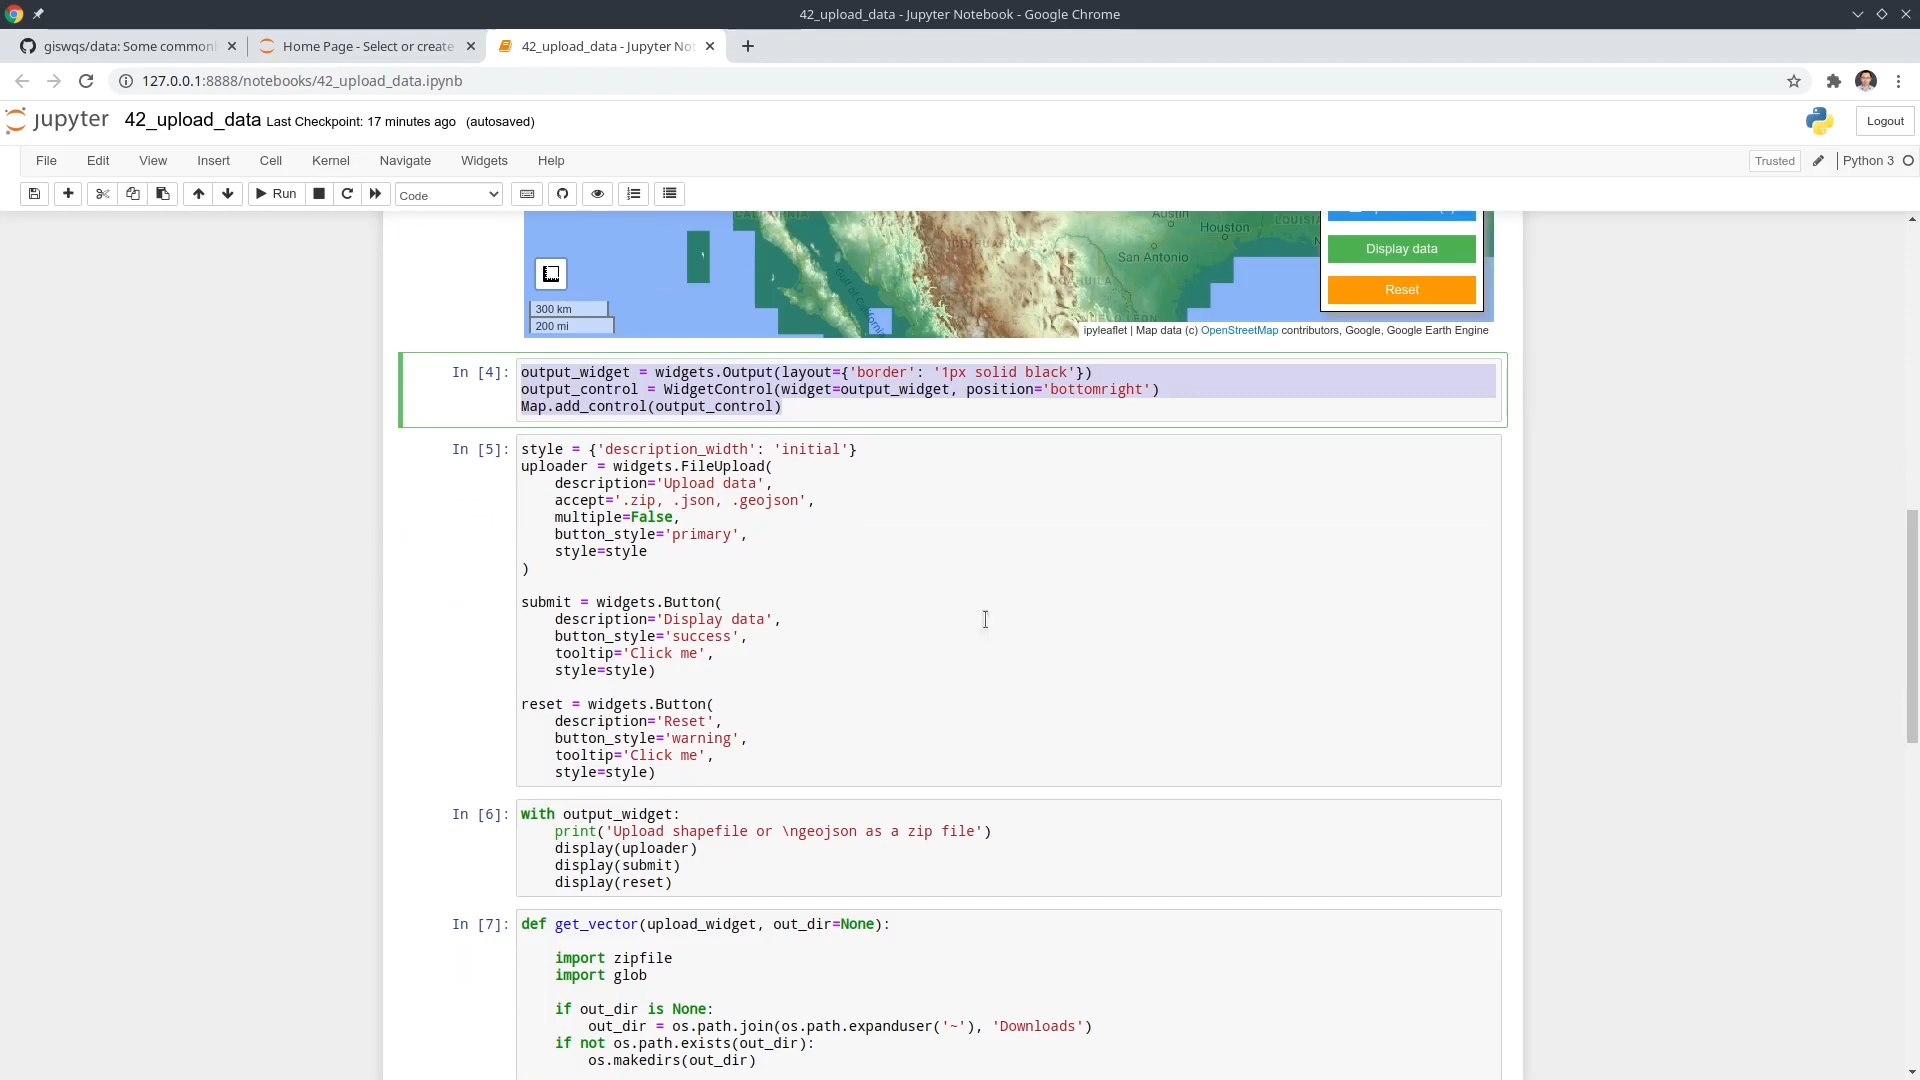 42_upload_data - Jupyter Notebook - Google Chrome
giswqs/data: Some common
Home Page - Select or create
42_upload_data - Jupyter Not
127.0.0.1:8888/notebooks/42_upload_data.ipynb
jupyter 42_upload_data Last Checkpoint: 17 minutes ago (autosaved)
Logout
File Edit View Insert Cell Kernel Navigate Widgets Help
Trusted
Python 3
Run
Code
Austin
Houston
San Antonio
Gulf of California
Display data
Reset
300 km
200 mi
ipyleaflet | Map data (c) OpenStreetMap contributors, Google, Google Earth Engine
In [4]:
output_widget = widgets.Output(layout={'border': '1px solid black'})
output_control = WidgetControl(widget=output_widget, position='bottomright')
Map.add_control(output_control)
In [5]:
style = {'description_width': 'initial'}
uploader = widgets.FileUpload(
    description='Upload data',
    accept='.zip, .json, .geojson',
    multiple=False,
    button_style='primary',
    style=style
)
submit = widgets.Button(
    description='Display data',
    button_style='success',
    tooltip='Click me',
    style=style)
reset = widgets.Button(
    description='Reset',
    button_style='warning',
    tooltip='Click me',
    style=style)
In [6]:
with output_widget:
    print('Upload shapefile or \ngeojson as a zip file')
    display(uploader)
    display(submit)
    display(reset)
In [7]:
def get_vector(upload_widget, out_dir=None):
    import zipfile
    import glob
    if out_dir is None:
        out_dir = os.path.join(os.path.expanduser('~'), 'Downloads')
    if not os.path.exists(out_dir):
        os.makedirs(out_dir)